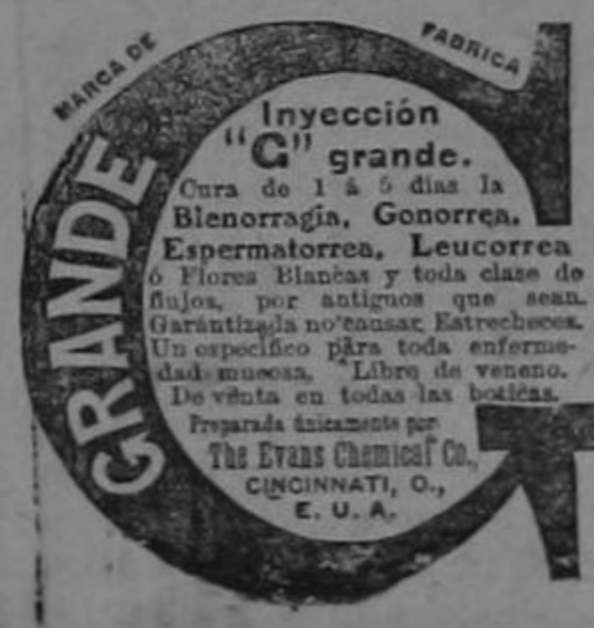 MARCA DE FABRICA
GRANDE
Inyección
"G" grande.
Cura de 1 á 5 días la
Blenorragia, Gonorrea,
Espermatorrea, Leucorrea
ó Flores Blancas y toda clase de
flujos, por antiguos que sean.
Garantizada no causar Estrecheces.
Un específico para toda enferme-
dad mucosa. Libre de veneno.
De venta en todas las boticas.
Preparada únicamente por
The Evans Chemical Co.,
CINCINNATI, O.,
E. U. A.